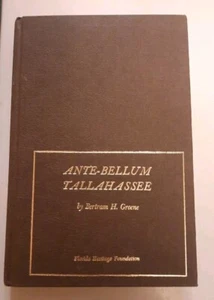 ANTE-BELLUM
TALLAHASSEE
by Bertram H. Groene
Florida Heritage Foundation